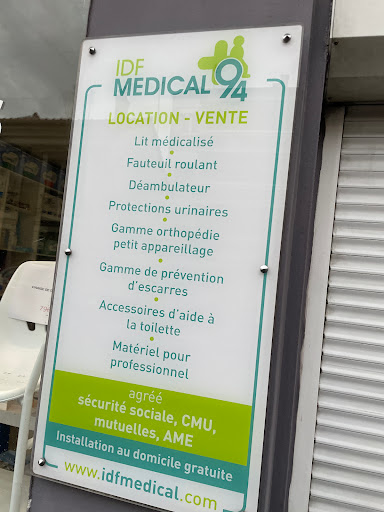 IDF
MEDICAL 94
LOCATION - VENTE
Lit médicalisé
Fauteuil roulant
Déambulateur
Protections urinaires
Gamme orthopédie
petit appareillage
Gamme de prévention
d'escarres
Accessoires d'aide à
la toilette
Matériel pour
professionnel
agréé
sécurité sociale, CMU,
mutuelles, AME
Installation au domicile gratuite
www.idfmedical.com